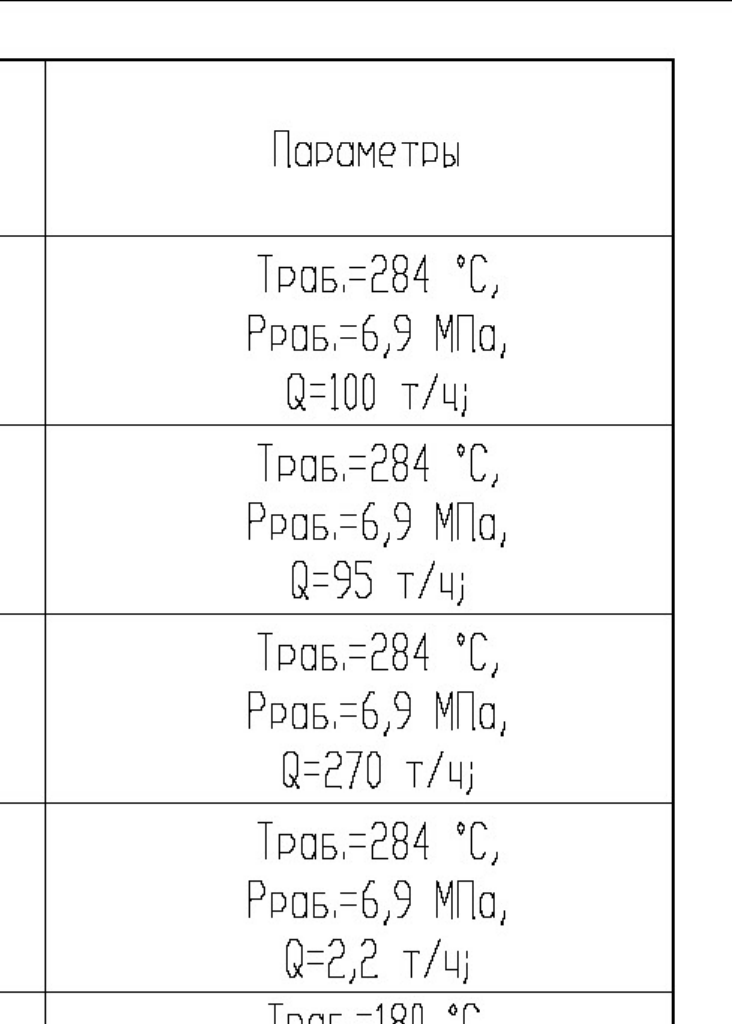 Параметры
Траб.=284 °С,
Рраб.=6,9 МПа,
Q=100 т/ч;
Траб.=284 °С,
Рраб.=6,9 МПа,
Q=95 т/ч;
Траб.=284 °С,
Рраб.=6,9 МПа,
Q=270 т/ч;
Траб.=284 °С,
Рраб.=6,9 МПа,
Q=2,2 т/ч;
Траб.=180 °С